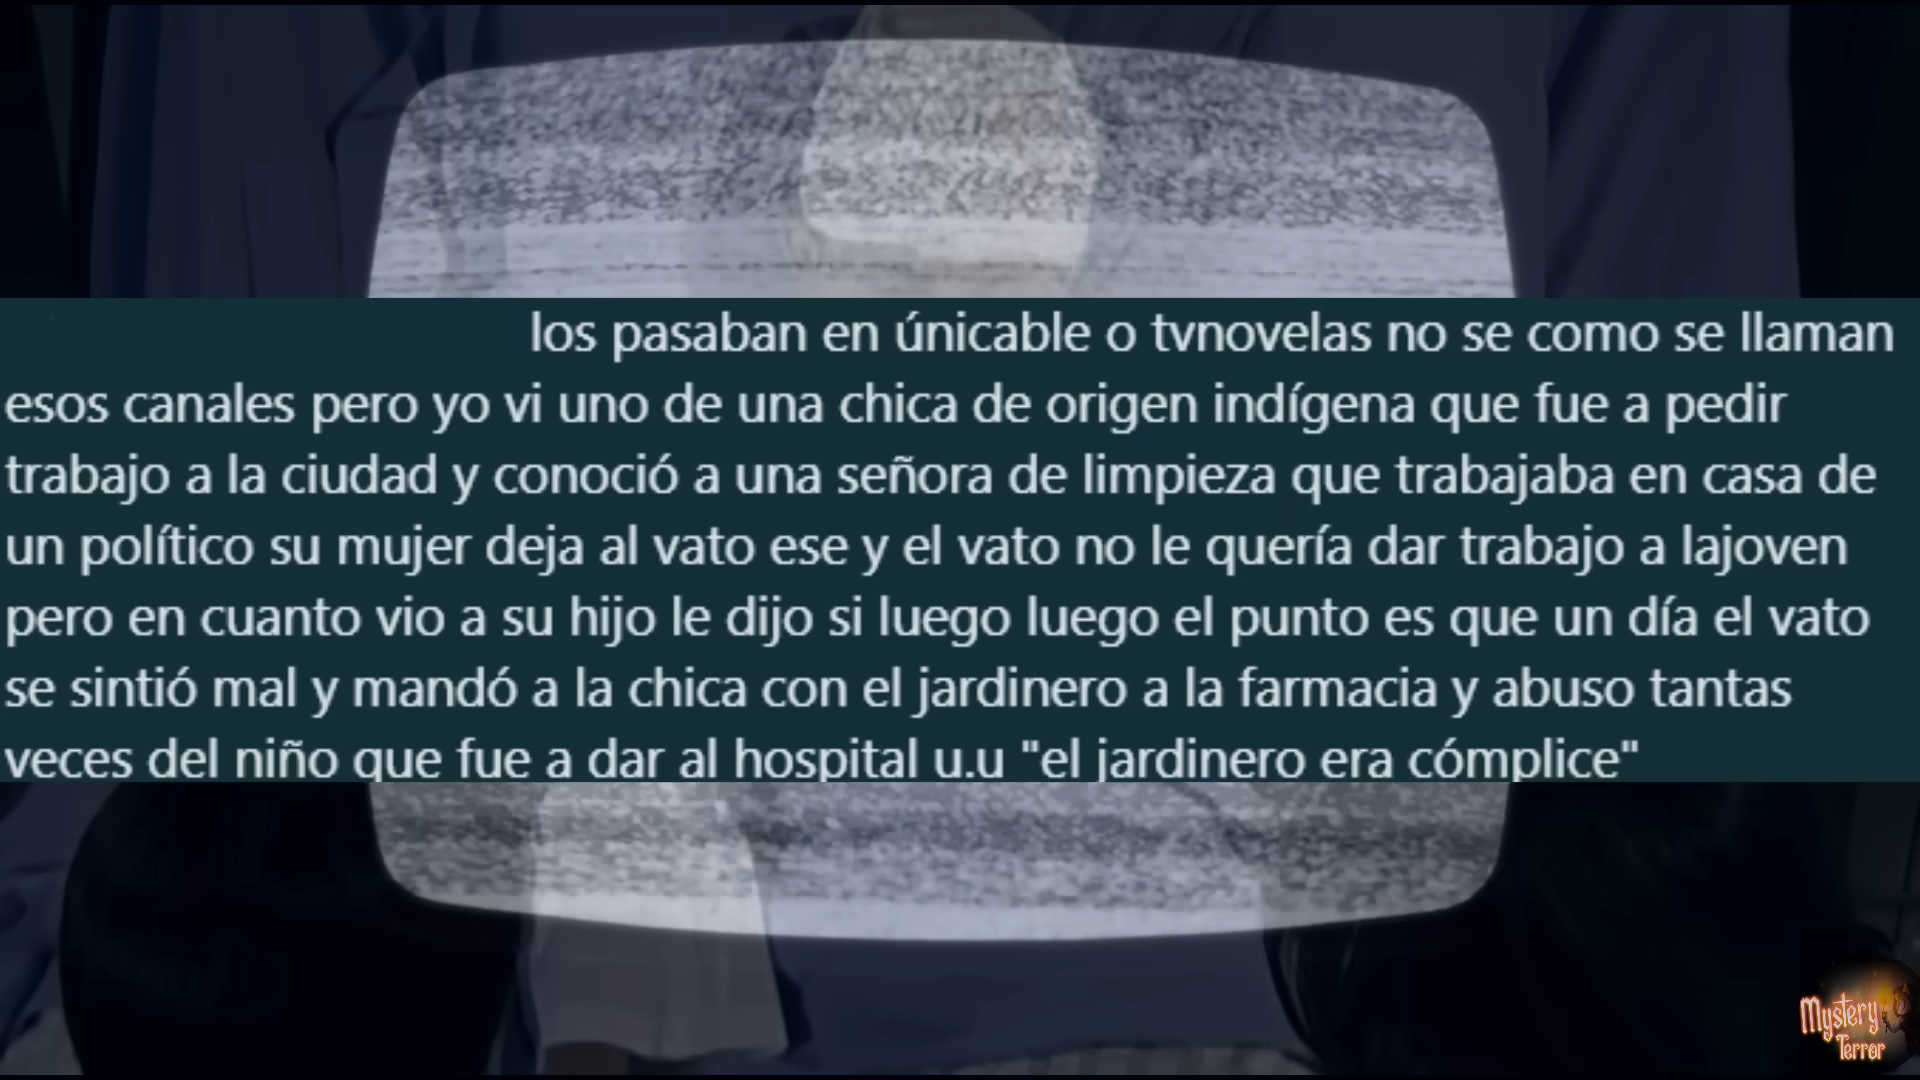 los pasaban en únicable o tvnovelas no se como se llaman
esos canales pero yo vi uno de una chica de origen indígena que fue a pedir
trabajo a la ciudad y conoció a una señora de limpieza que trabajaba en casa de
un político su mujer deja al vato ese y el vato no le quería dar trabajo a lajoven
pero en cuanto vio a su hijo le dijo si luego luego el punto es que un día el vato
se sintió mal y mandó a la chica con el jardinero a la farmacia y abuso tantas
veces del niño que fue a dar al hospital u.u "el jardinero era cómplice"
Mystery
Terror